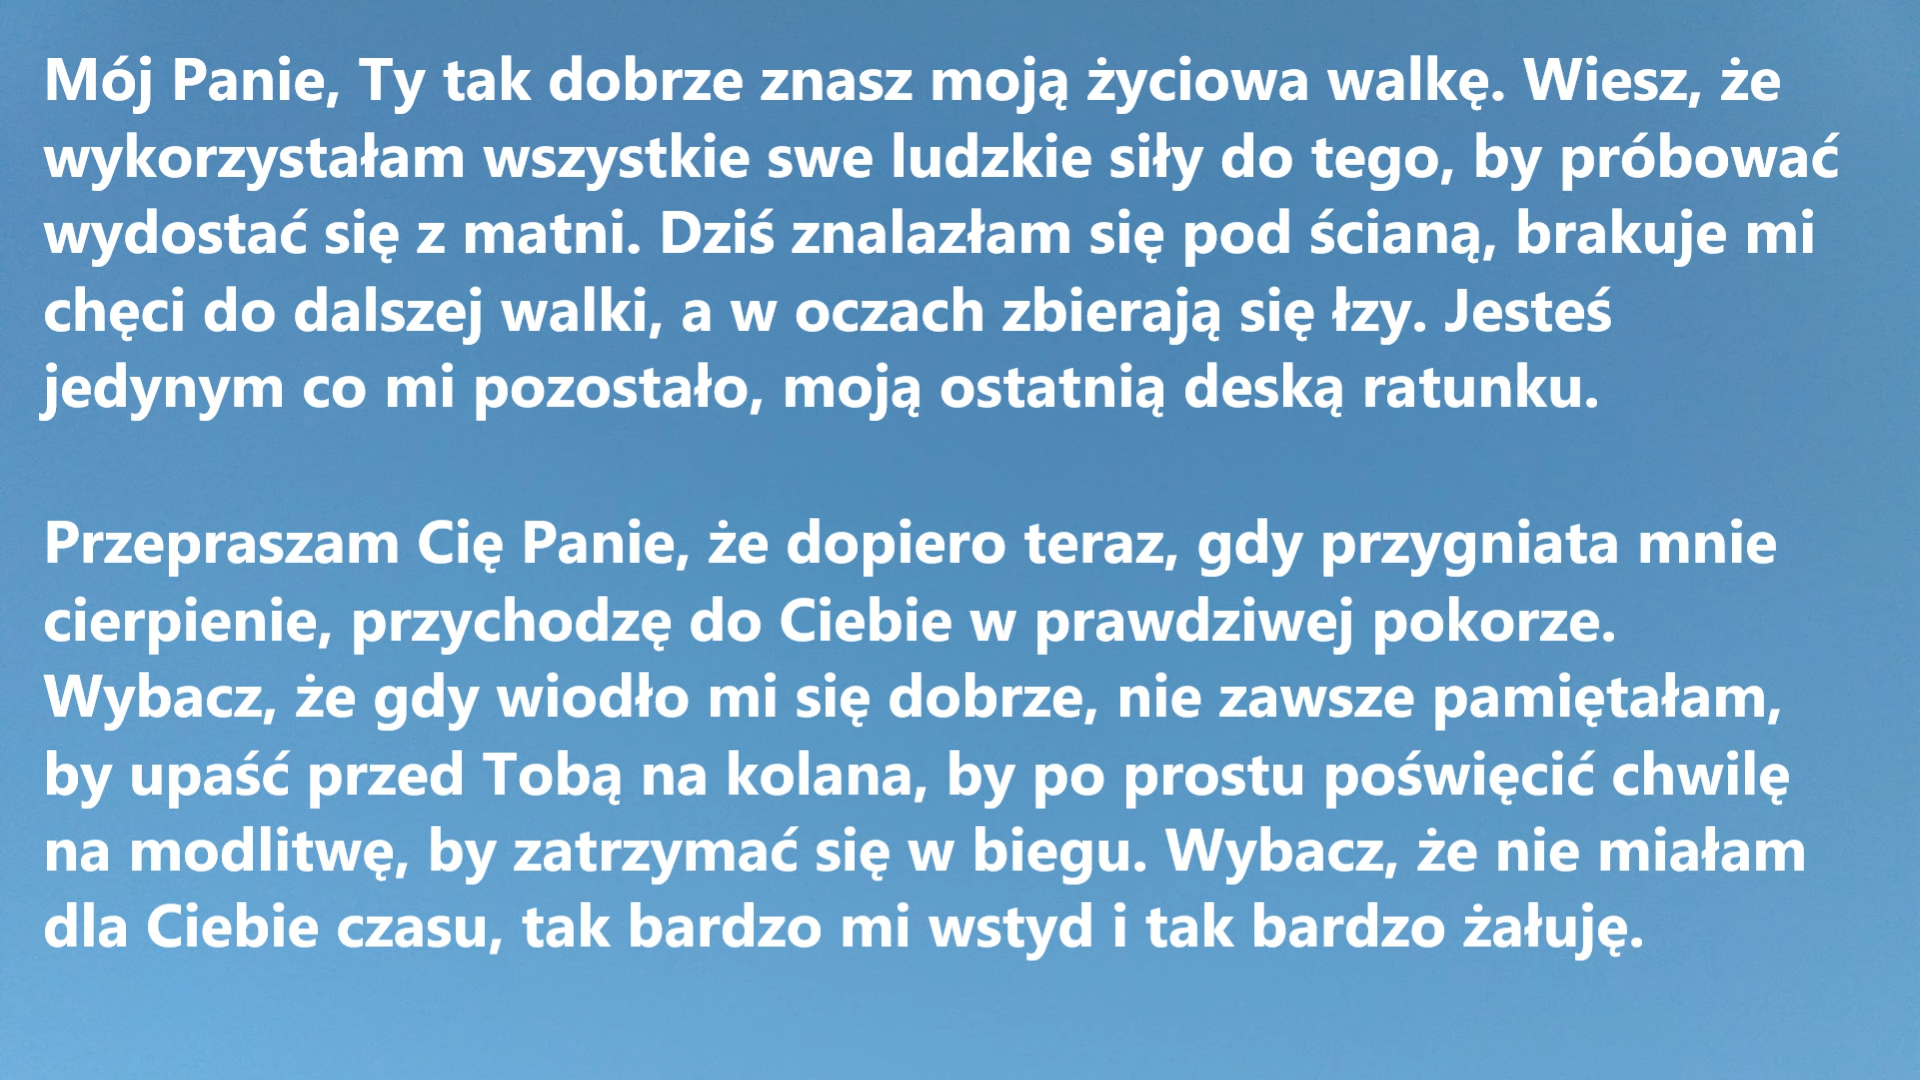 Mój Panie, Ty tak dobrze znasz moją życiowa walkę. Wiesz, że
wykorzystałam wszystkie swe ludzkie siły do tego, by próbować
wydostać się z matni. Dziś znalazłam się pod ścianą, brakuje mi
chęci do dalszej walki, a w oczach zbierają się łzy. Jesteś
jedynym co mi pozostało, moją ostatnią deską ratunku.
Przepraszam Cię Panie, że dopiero teraz, gdy przygniata mnie
cierpienie, przychodzę do Ciebie w prawdziwej pokorze.
Wybacz, że gdy wiodło mi się dobrze, nie zawsze pamiętałam,
by upaść przed Tobą na kolana, by po prostu poświęcić chwilę
na modlitwę, by zatrzymać się w biegu. Wybacz, że nie miałam
dla Ciebie czasu, tak bardzo mi wstyd i tak bardzo żałuję.